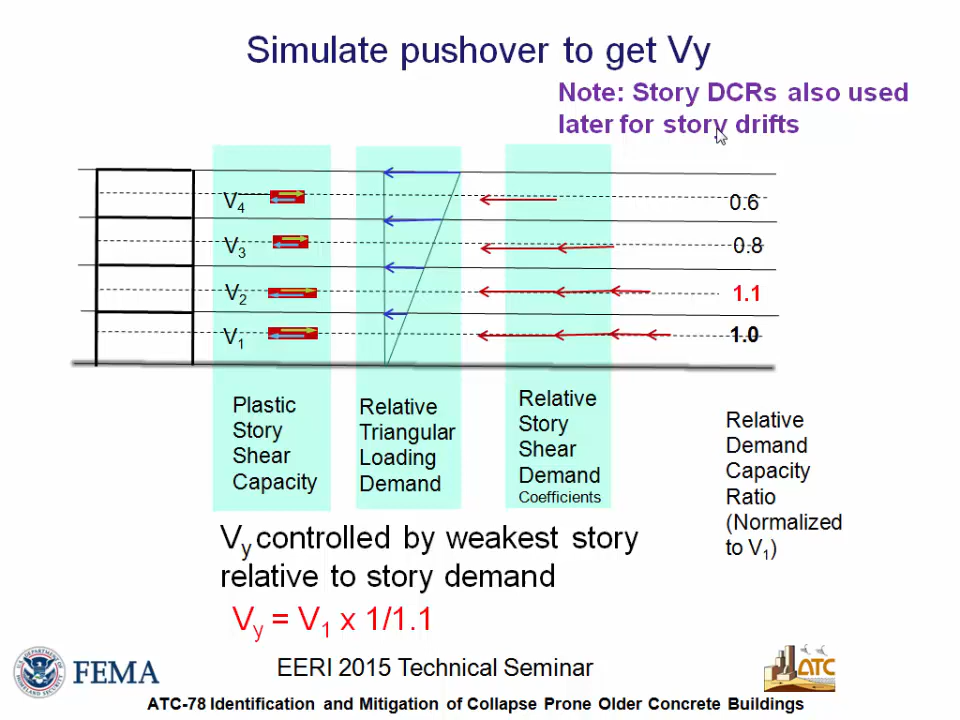 Simulate pushover to get Vy
Note: Story DCRs also used
later for story drifts
V4
0.6
V3
0.8
V2
1.1
V1
1.0
Plastic
Story
Shear
Capacity
Relative
Triangular
Loading
Demand
Relative
Story
Shear
Demand
Coefficients
Relative
Demand
Capacity
Ratio
(Normalized
to V1)
Vy controlled by weakest story
relative to story demand
Vy = V1 x 1/1.1
FEMA
EERI 2015 Technical Seminar
ATC
ATC-78 Identification and Mitigation of Collapse Prone Older Concrete Buildings